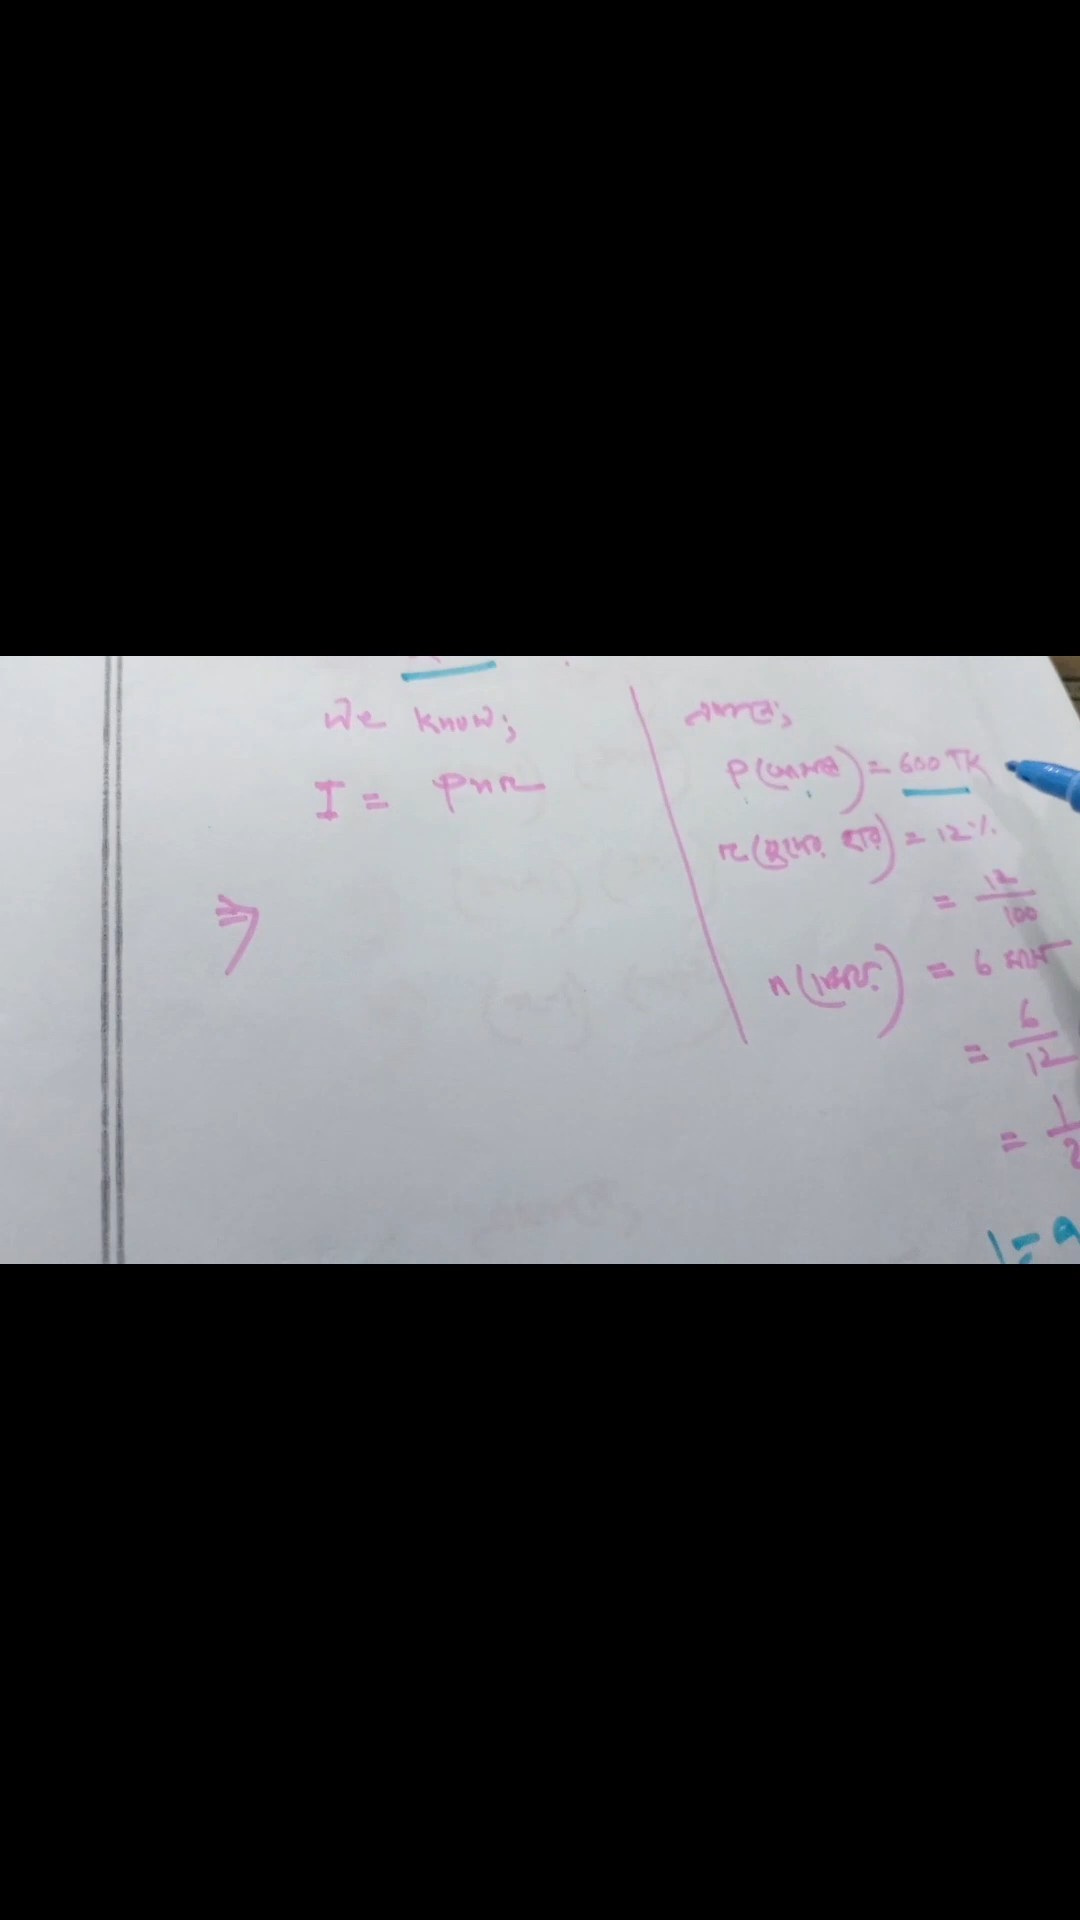 We know;
I = pnr
⇒
এখানে;
P (আসল) = 600 TK
r (সুদের হার) = 12%
= 12/100
n (সময়) = 6 মাস
= 6/12
= 1/2